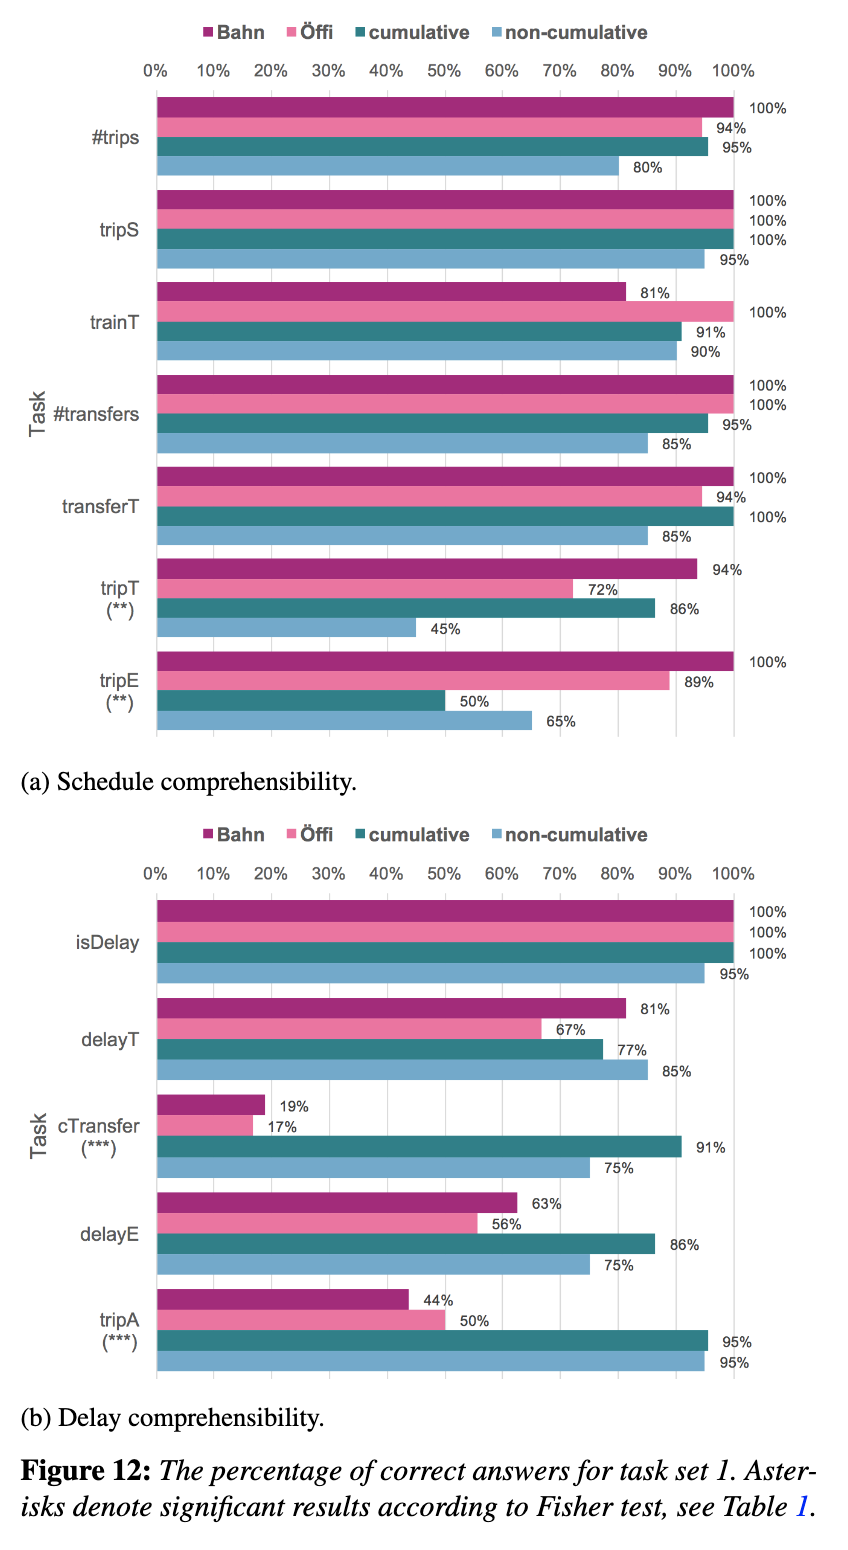 Bahn Öffi cumulative non-cumulative
0% 10% 20% 30% 40% 50% 60% 70% 80% 90% 100%
Task
#trips
100%
94%
95%
80%
tripS
100%
100%
100%
95%
trainT
81%
100%
91%
90%
#transfers
100%
100%
95%
85%
transferT
100%
94%
100%
85%
tripT
(**)
94%
72%
86%
45%
tripE
(**)
100%
89%
50%
65%
(a) Schedule comprehensibility.
Bahn Öffi cumulative non-cumulative
0% 10% 20% 30% 40% 50% 60% 70% 80% 90% 100%
Task
isDelay
100%
100%
100%
95%
delayT
81%
67%
77%
85%
cTransfer
(***)
19%
17%
91%
75%
delayE
63%
56%
86%
75%
tripA
(***)
44%
50%
95%
95%
(b) Delay comprehensibility.
Figure 12: The percentage of correct answers for task set 1. Aster-
isks denote significant results according to Fisher test, see Table 1.